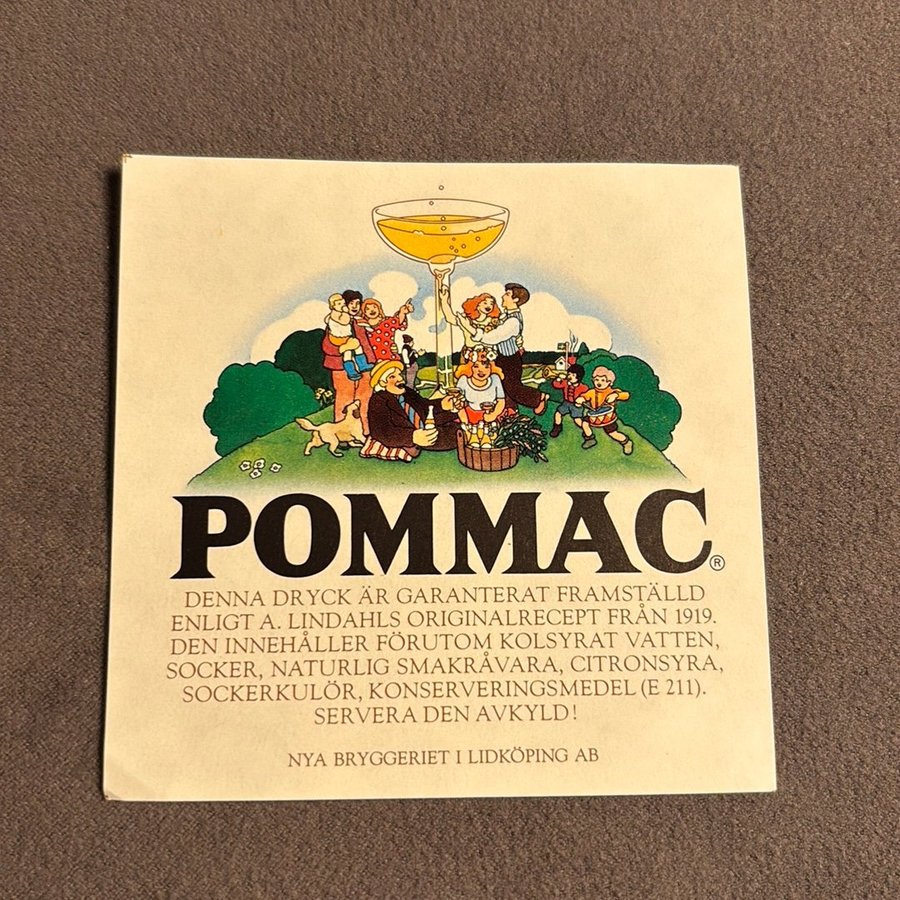 POMMAC®
DENNA DRYCK ÄR GARANTERAT FRAMSTÄLLD
ENLIGT A. LINDAHLS ORIGINALRECEPT FRÅN 1919.
DEN INNEHÅLLER FÖRUTOM KOLSYRAT VATTEN,
SOCKER, NATURLIG SMAKRÅVARA, CITRONSYRA,
SOCKERKULÖR, KONSERVERINGSMEDEL (E 211).
SERVERA DEN AVKYLD!
NYA BRYGGERIET I LIDKÖPING AB